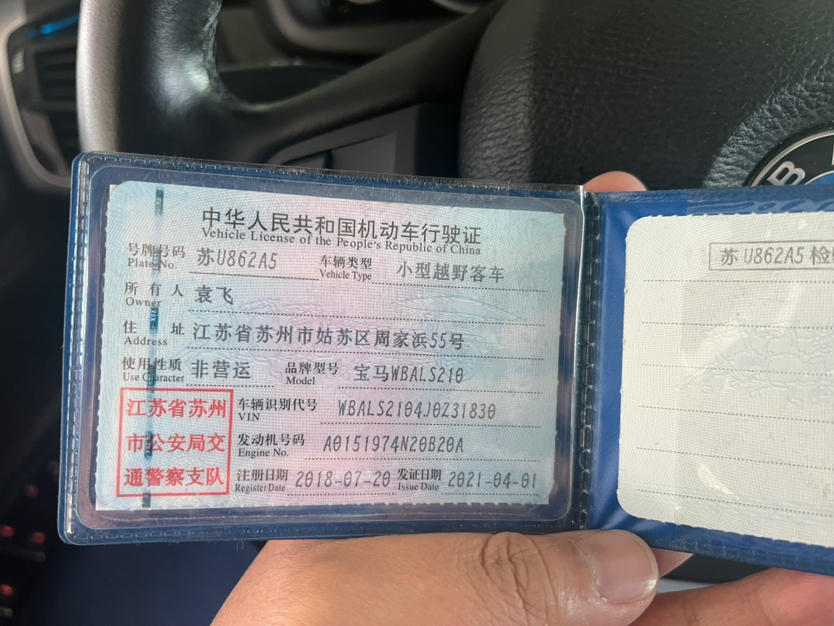 中华人民共和国机动车行驶证
Vehicle License of the People's Republic of China
号牌号码 苏U862A5 车辆类型 小型越野客车
Plate No. Vehicle Type
所有人 袁飞
Owner
住址 江苏省苏州市姑苏区周家浜55号
Address
使用性质 非营运 品牌型号 宝马WBALS210
Use Character Model
江苏省苏州
市公安局交
通警察支队
车辆识别代号 WBALS2104J0Z31830
VIN
发动机号码 A0151974N20B20A
Engine No.
注册日期 2018-07-20 发证日期 2021-04-01
Register Date Issue Date
苏U862A5 检
B